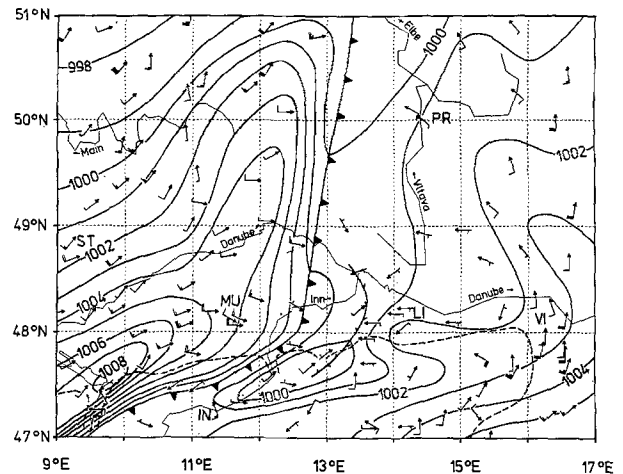 51°N
50°N
49°N
48°N
47°N
9°E
11°E
13°E
15°E
17°E
998
1000
1002
1004
1006
1008
1000
1000
1002
1002
1004
←Elbe
PR
←Main
←Vltava
ST
Danube→
MU
Inn→
LI
Danube→
VI
IN